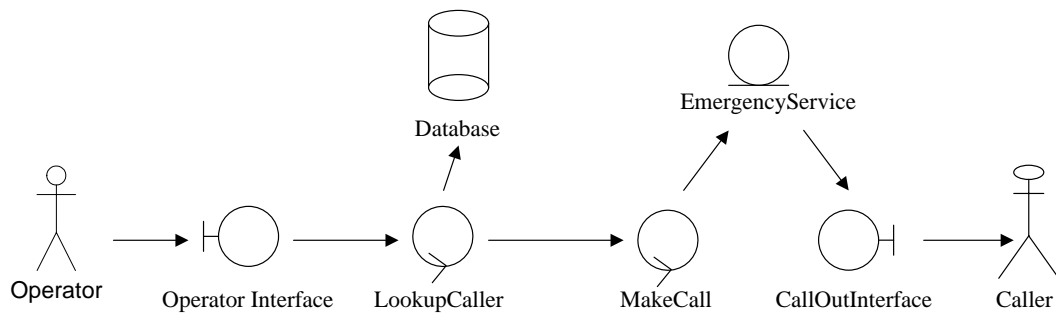 EmergencyService
Database
Operator
Operator Interface
LookupCaller
MakeCall
CallOutInterface
Caller